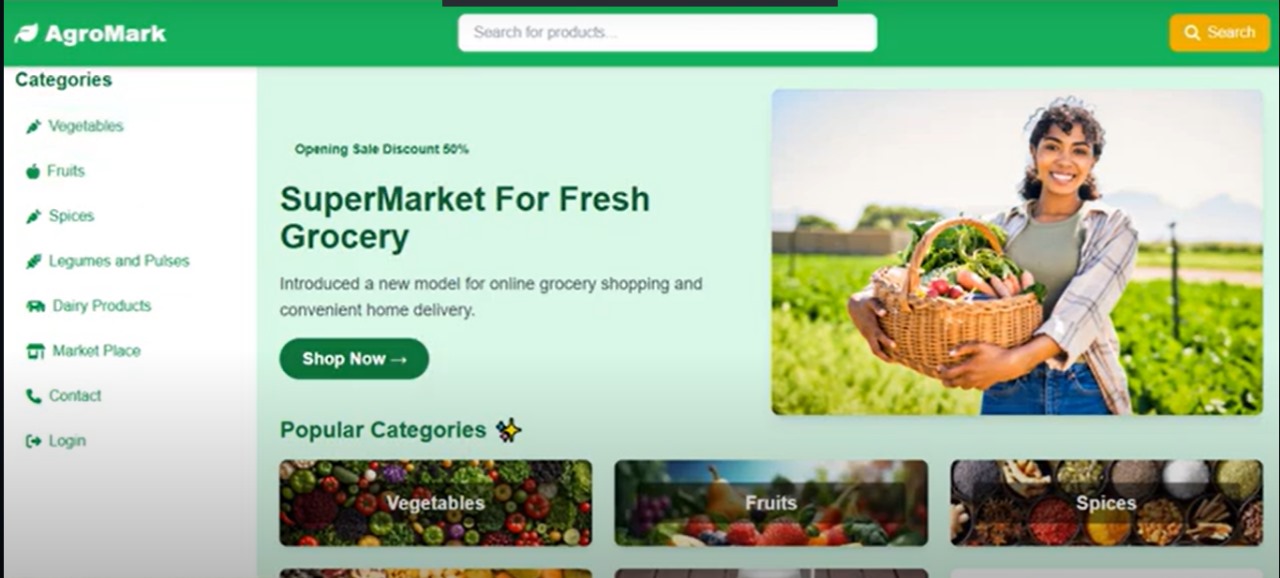 AgroMark
Search for products...
Search
Categories
Vegetables
Fruits
Spices
Legumes and Pulses
Dairy Products
Market Place
Contact
Login
Opening Sale Discount 50%
SuperMarket For Fresh
Grocery
Introduced a new model for online grocery shopping and
convenient home delivery.
Shop Now →
Popular Categories ✨
Vegetables
Fruits
Spices